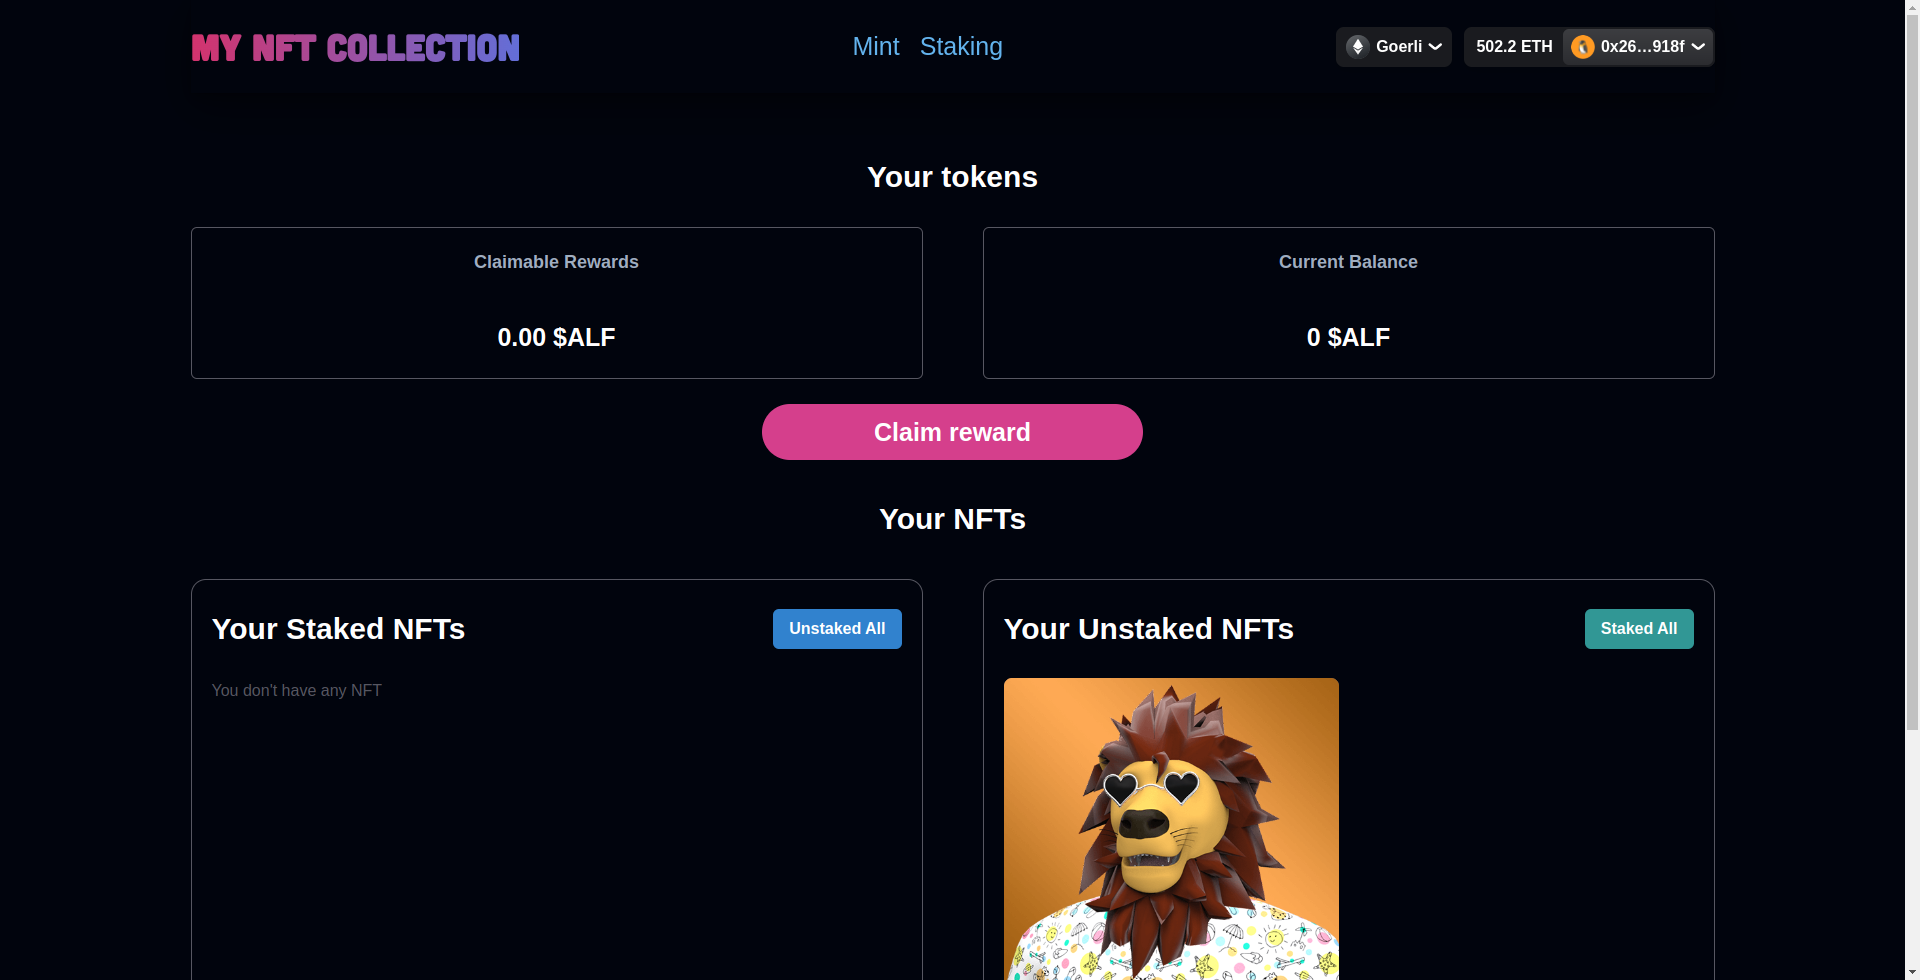 MY NFT COLLECTION
Mint Staking
Goerli
502.2 ETH
0x26…918f
Your tokens
Claimable Rewards
0.00 $ALF
Current Balance
0 $ALF
Claim reward
Your NFTs
Your Staked NFTs
Unstaked All
You don't have any NFT
Your Unstaked NFTs
Staked All